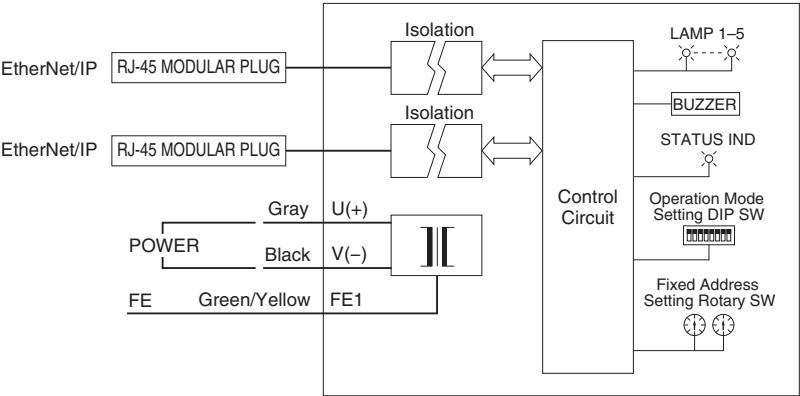 Isolation
LAMP 1–5
EtherNet/IP
RJ-45 MODULAR PLUG
BUZZER
Isolation
STATUS IND
EtherNet/IP
RJ-45 MODULAR PLUG
Control
Circuit
Operation Mode
Setting DIP SW
Gray
U(+)
POWER
Black
V(−)
Fixed Address
Setting Rotary SW
FE
Green/Yellow
FE1